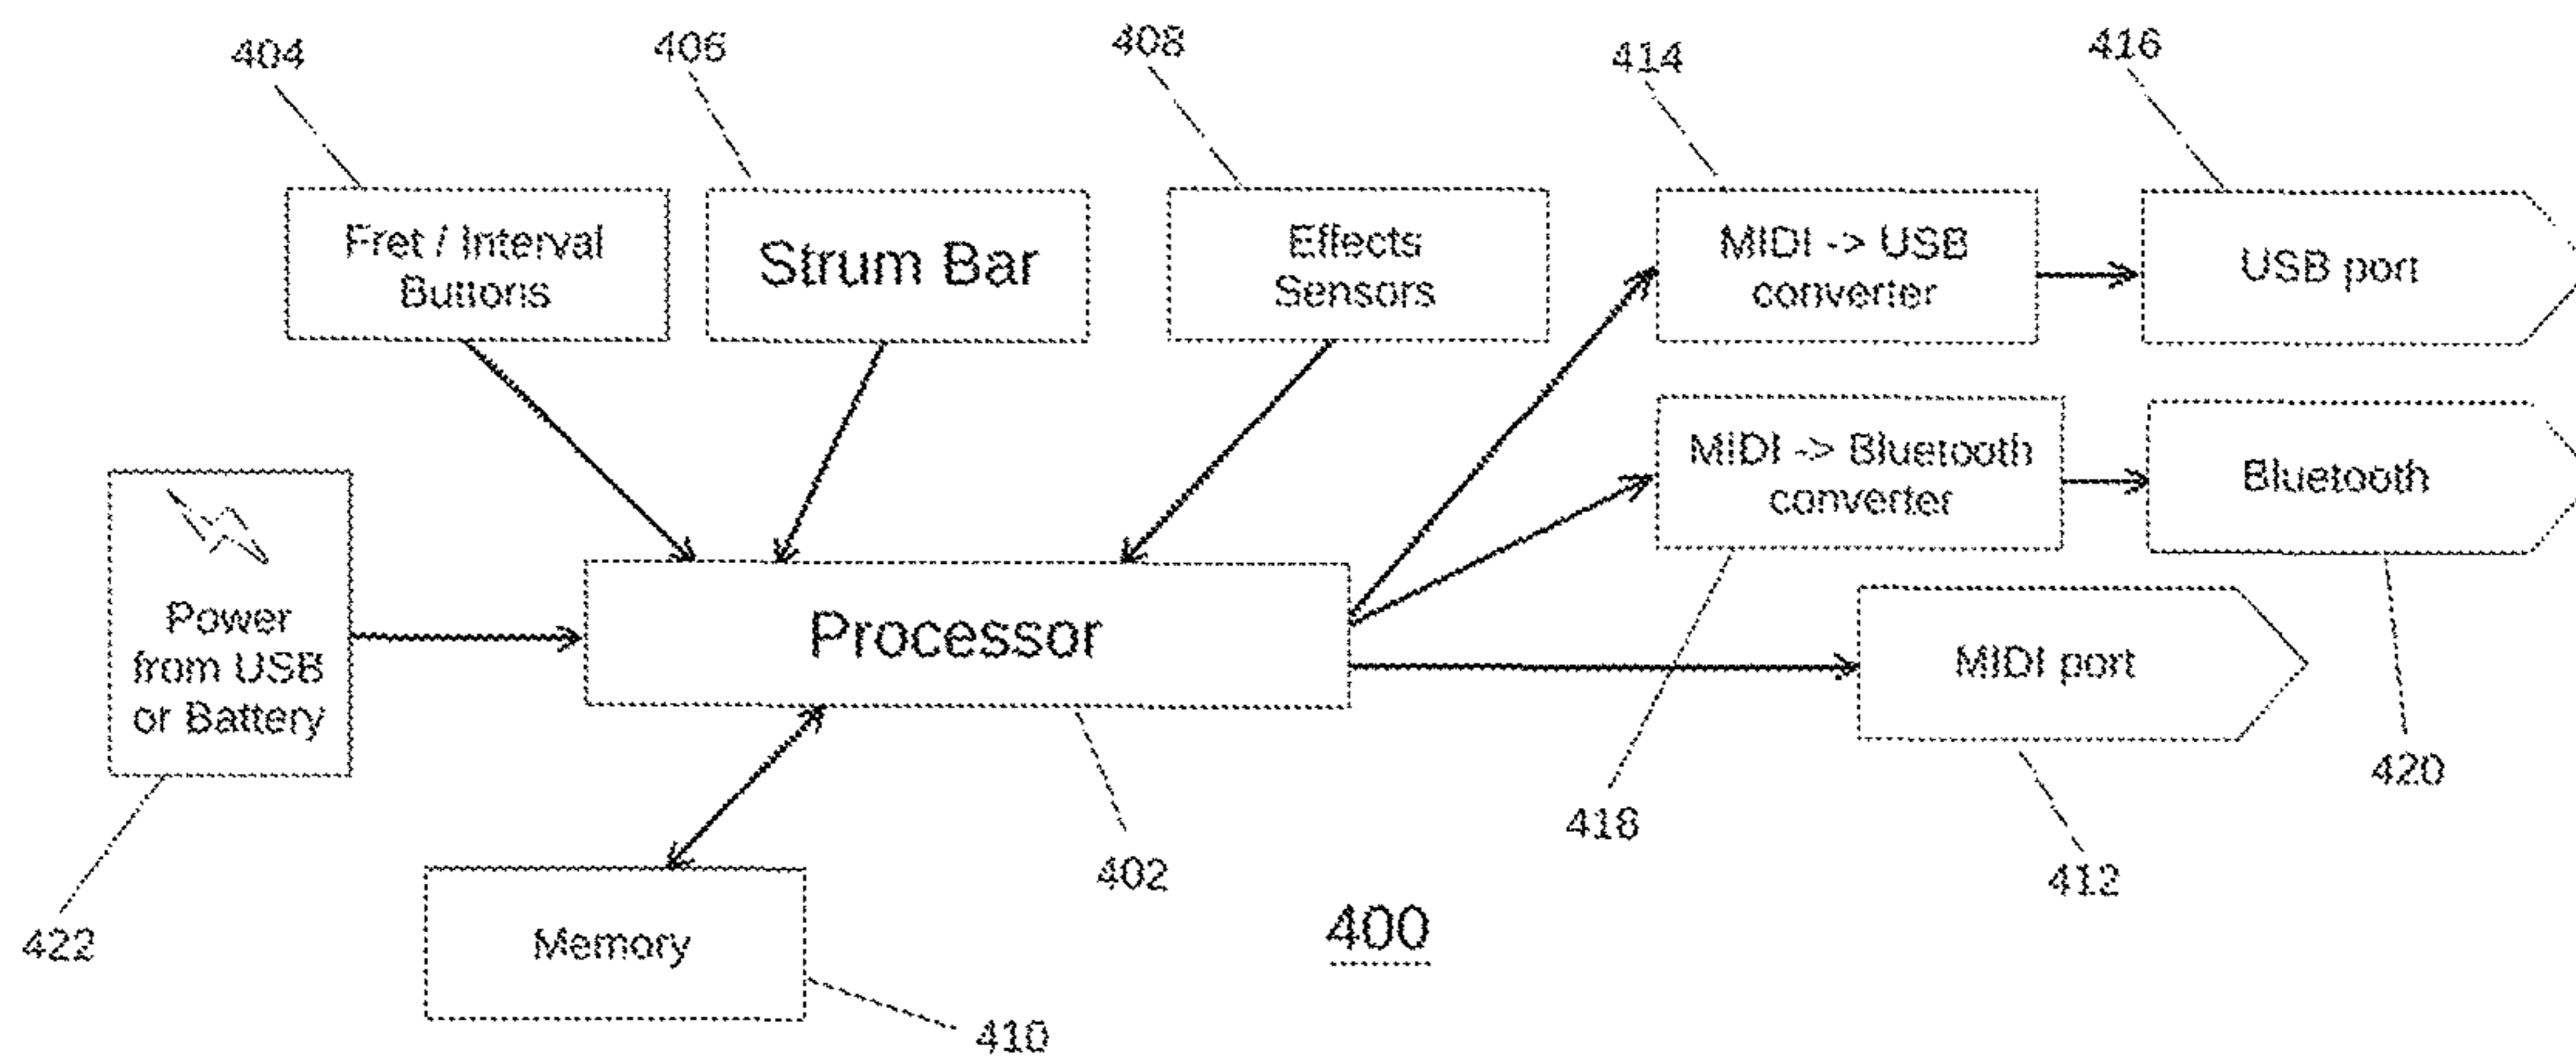 404
406
408
414
416
Fret / Interval
Buttons
Strum Bar
Effects
Sensors
MIDI -> USB
converter
USB port
MIDI -> Bluetooth
converter
Bluetooth
Power
from USB
or Battery
Processor
MIDI port
420
418
402
412
400
422
Memory
410